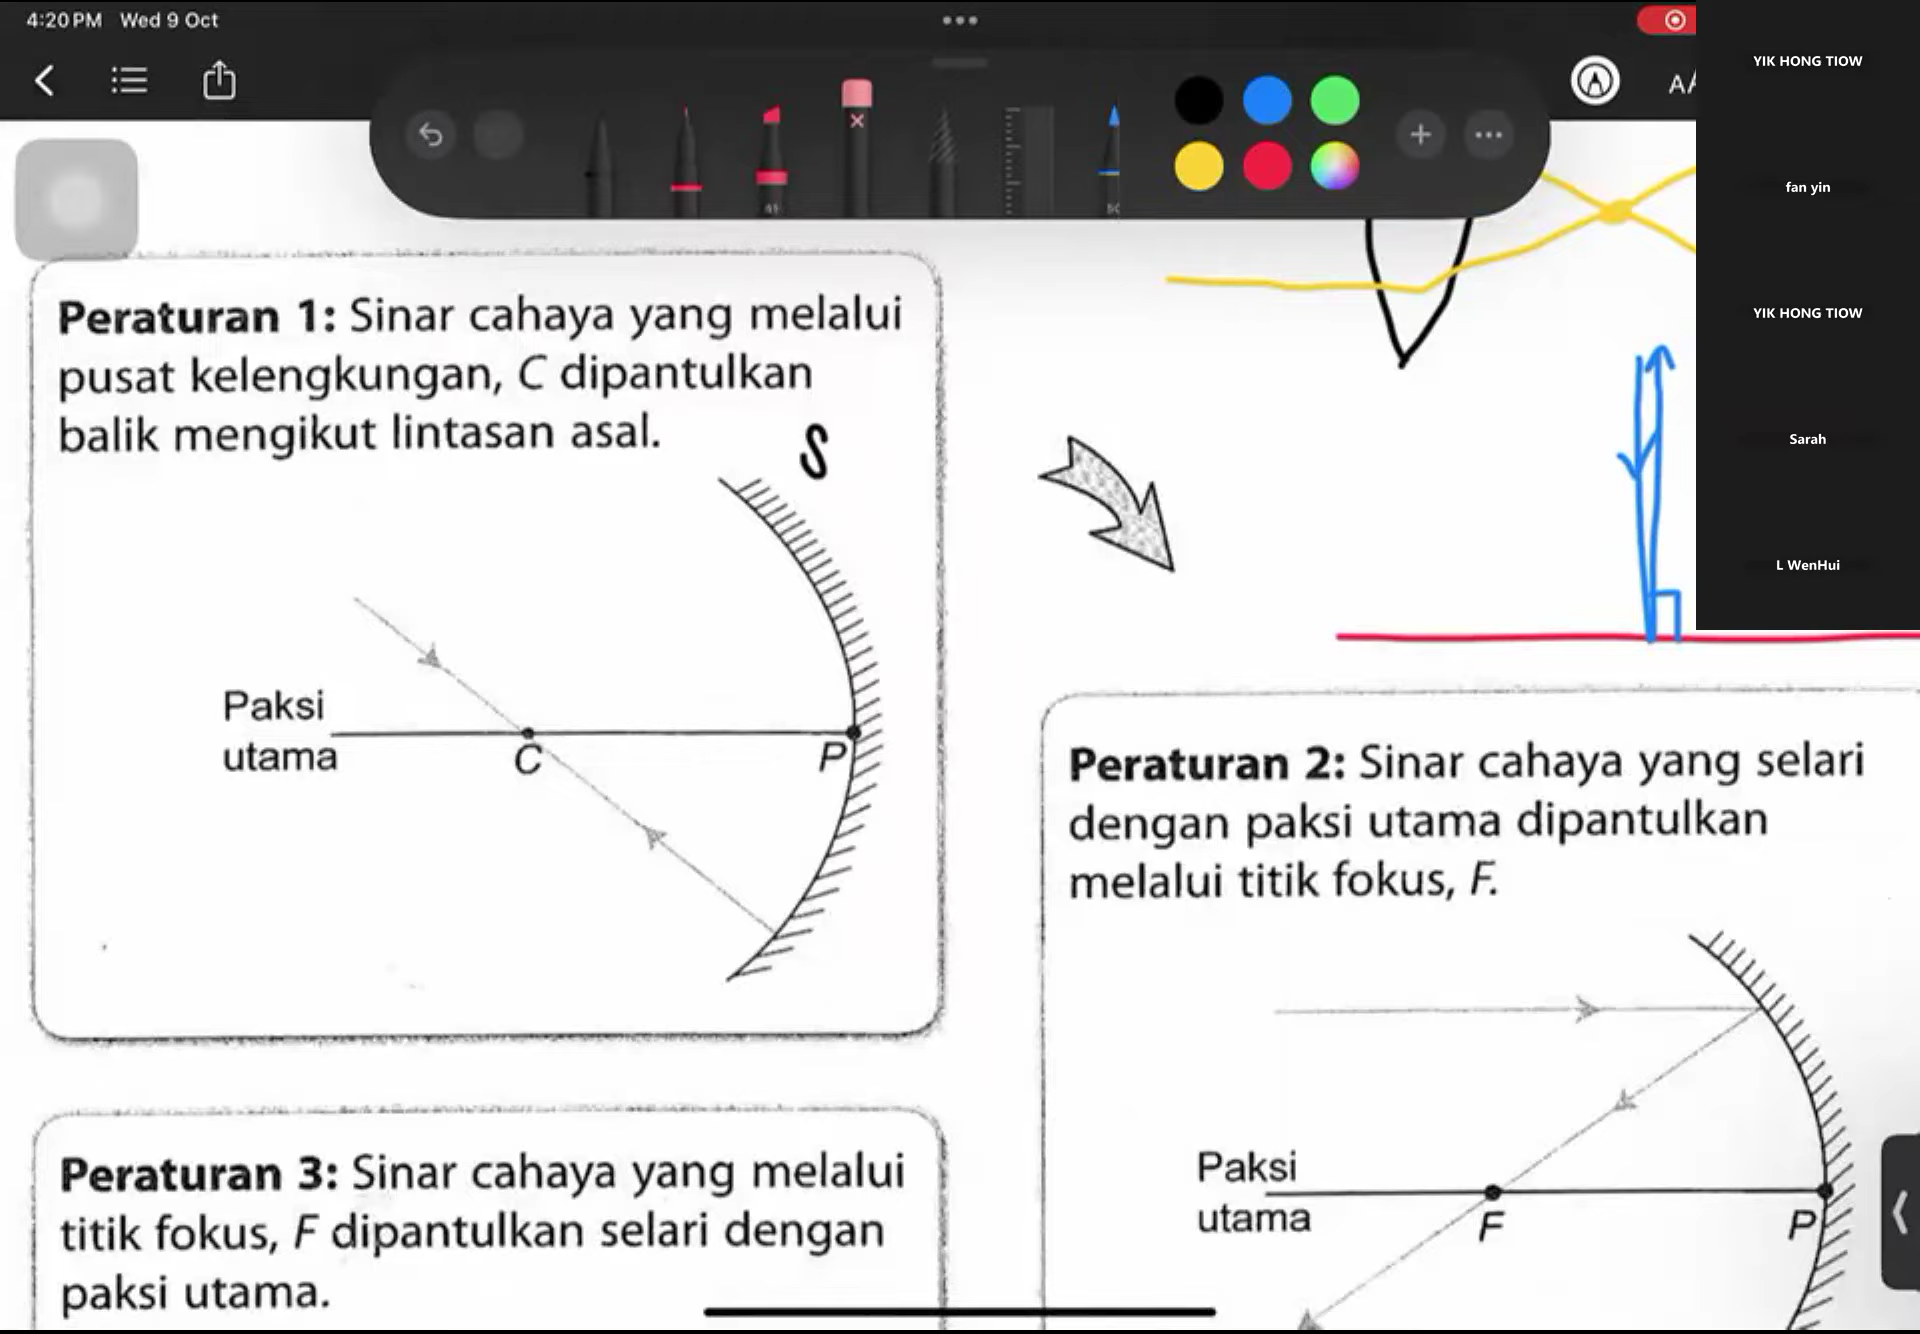 4:20 PM Wed 9 Oct
YIK HONG TIOW
fan yin
YIK HONG TIOW
Sarah
L WenHui
Peraturan 1: Sinar cahaya yang melalui
pusat kelengkungan, C dipantulkan
balik mengikut lintasan asal.
S
Paksi
utama
C
P
Peraturan 2: Sinar cahaya yang selari
dengan paksi utama dipantulkan
melalui titik fokus, F.
Paksi
utama
F
P
Peraturan 3: Sinar cahaya yang melalui
titik fokus, F dipantulkan selari dengan
paksi utama.